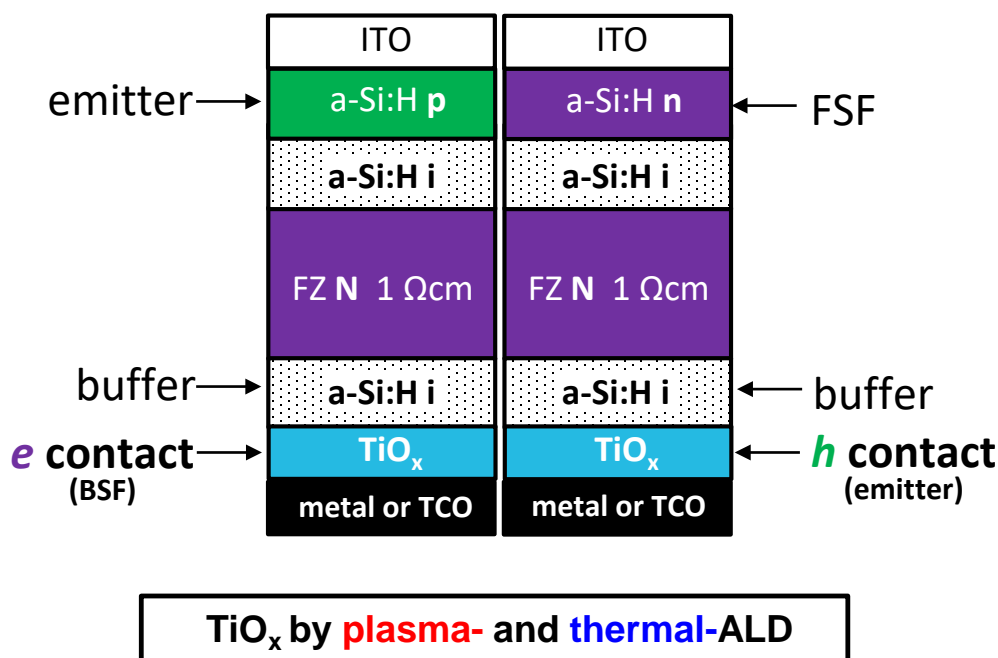 ITO ITO
emitter a-Si:H p a-Si:H n FSF
a-Si:H i a-Si:H i
FZ N 1 Ωcm FZ N 1 Ωcm
buffer a-Si:H i a-Si:H i buffer
e contact TiOx TiOx h contact
(BSF) (emitter)
metal or TCO metal or TCO
TiOx by plasma- and thermal-ALD